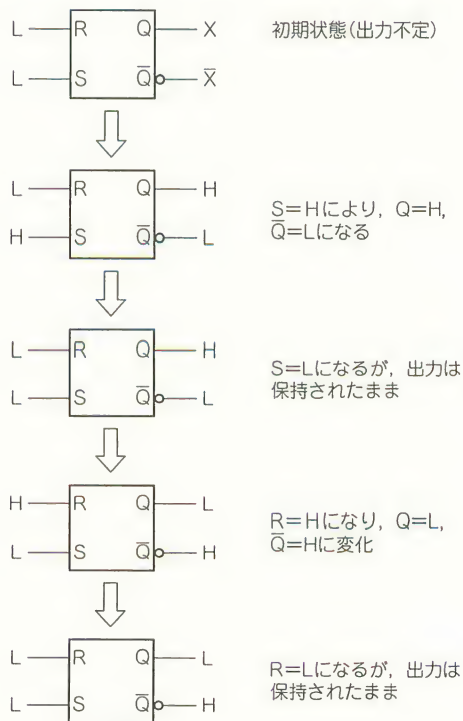 L R Q X 初期状態(出力不定)
L S Q̅ X̅
L R Q H
S=Hにより，Q=H，
H S Q̅ L
Q̅=Lになる
L R Q H
S=Lになるが，出力は
L S Q̅ L
保持されたまま
H R Q L
R=Hになり，Q=L，
L S Q̅ H
Q̅=Hに変化
L R Q L
R=Lになるが，出力は
L S Q̅ H
保持されたまま